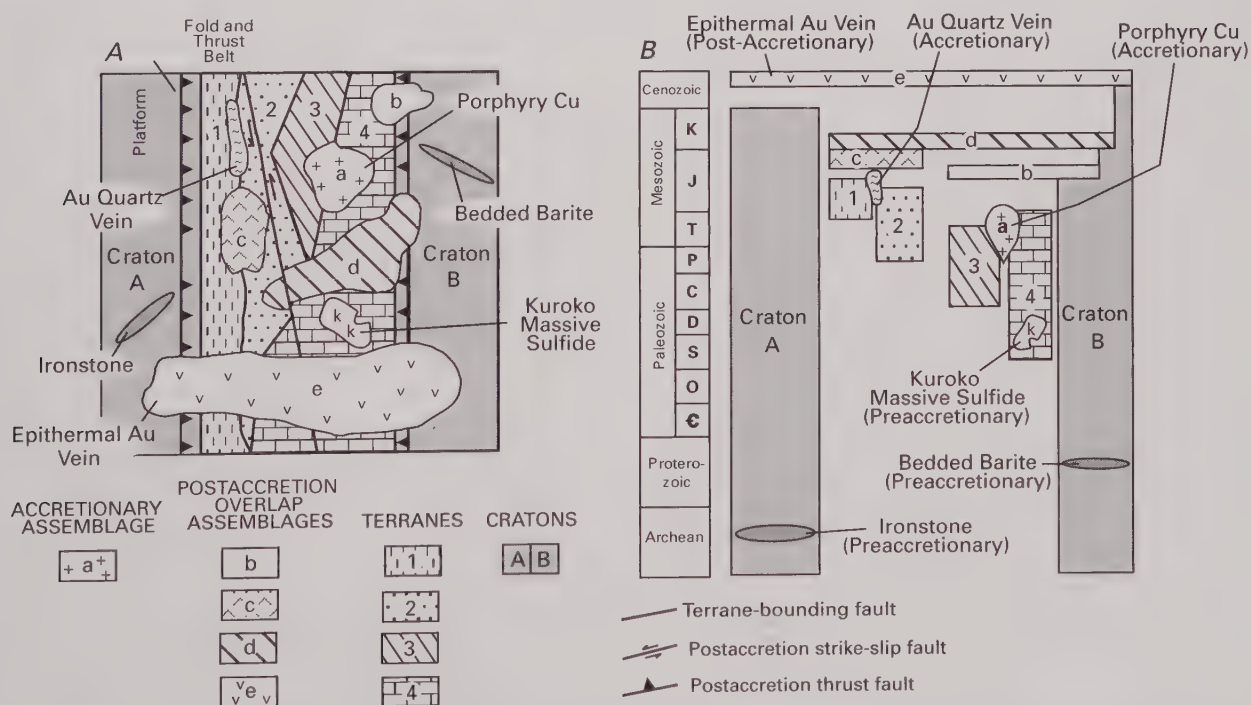 A
Fold and
Thrust
Belt
Platform
1
2
3
4
b
Porphyry Cu
a
Au Quartz
Vein
Bedded Barite
c
Craton
A
d
Craton
B
k
k
Kuroko
Massive
Sulfide
Ironstone
e
Epithermal Au
Vein
ACCRETIONARY
ASSEMBLAGE
a
POSTACCRETION
OVERLAP
ASSEMBLAGES
b
c
d
e
TERRANES
1
2
3
4
CRATONS
A B
B
Epithermal Au Vein
(Post-Accretionary)
Au Quartz Vein
(Accretionary)
Porphyry Cu
(Accretionary)
e
Cenozoic
Mesozoic
K
J
T
Paleozoic
P
C
D
S
O
Є
Protero-
zoic
Archean
d
c
b
1
2
a
3
4
k
Craton
A
Craton
B
Kuroko
Massive Sulfide
(Preaccretionary)
Bedded Barite
(Preaccretionary)
Ironstone
(Preaccretionary)
Terrane-bounding fault
Postaccretion strike-slip fault
Postaccretion thrust fault